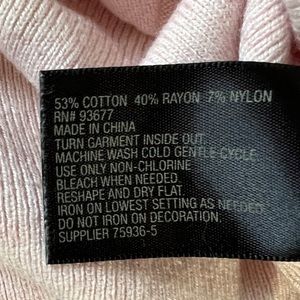 53% COTTON 40% RAYON 7% NYLON
RN# 93677
MADE IN CHINA
TURN GARMENT INSIDE OUT.
MACHINE WASH COLD GENTLE CYCLE.
USE ONLY NON-CHLORINE
BLEACH WHEN NEEDED.
RESHAPE AND DRY FLAT.
IRON ON LOWEST SETTING AS NEEDED.
DO NOT IRON ON DECORATION.
SUPPLIER 75936-5